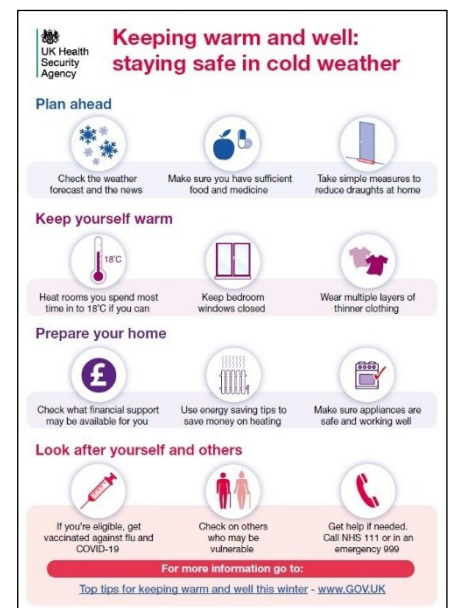 UK Health
Security
Agency
Keeping warm and well:
staying safe in cold weather
Plan ahead
Check the weather
forecast and the news
Make sure you have sufficient
food and medicine
Take simple measures to
reduce draughts at home
Keep yourself warm
18°C
Heat rooms you spend most
time in to 18°C if you can
Keep bedroom
windows closed
Wear multiple layers of
thinner clothing
Prepare your home
£
Check what financial support
may be available for you
Use energy saving tips to
save money on heating
Make sure appliances are
safe and working well
Look after yourself and others
If you're eligible, get
vaccinated against flu and
COVID-19
Check on others
who may be
vulnerable
Get help if needed.
Call NHS 111 or in an
emergency 999
For more information go to:
Top tips for keeping warm and well this winter - www.GOV.UK